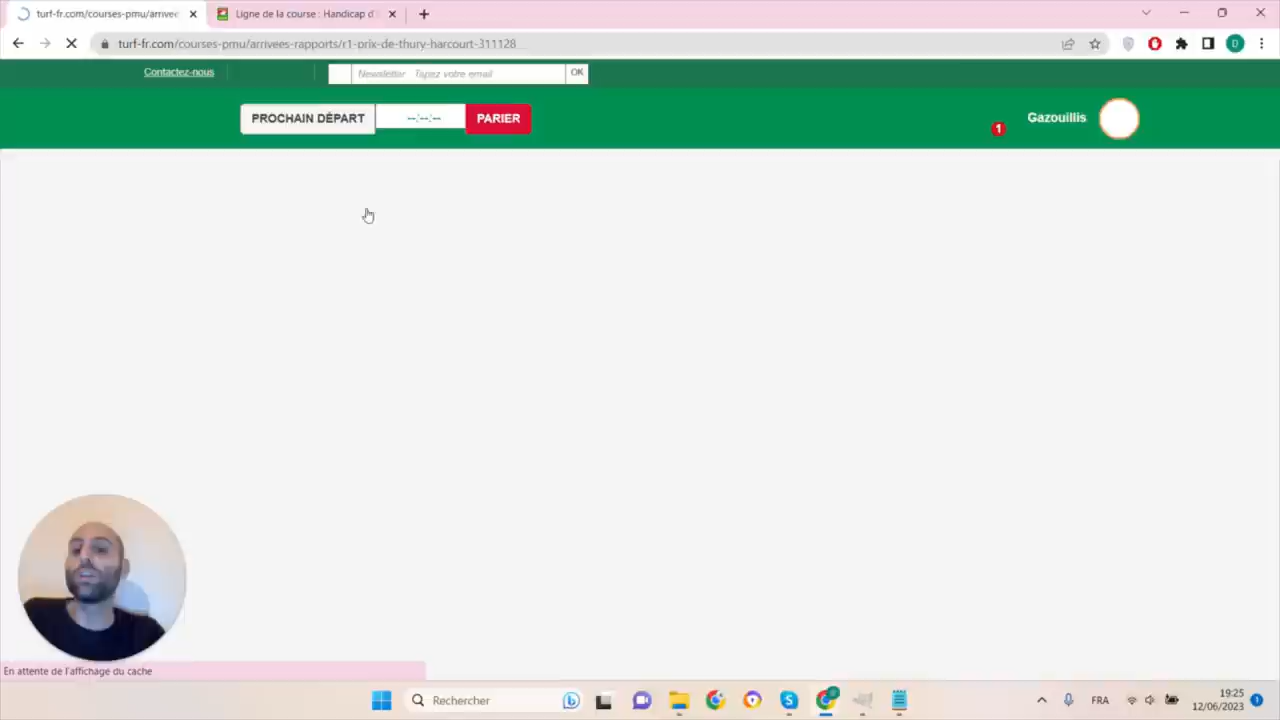 turf-fr.com/courses-pmu/arrivee
Ligne de la course : Handicap d'
turf-fr.com/courses-pmu/arrivees-rapports/r1-prix-de-thury-harcourt-311128
D
Contactez-nous
Newsletter Tapez votre email
OK
PROCHAIN DÉPART
--:--:--
PARIER
1
Gazouillis
En attente de l'affichage du cache
Rechercher
FRA
19:25
12/06/2023